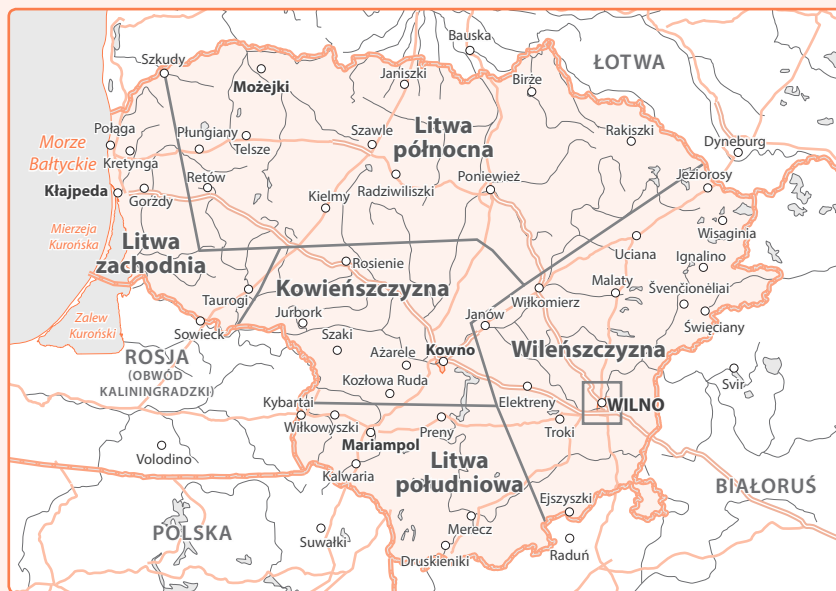 Bauska
ŁOTWA
Szkudy
Możejki
Janiszki
Birże
Morze
Bałtyckie
Połąga
Kretynga
Płungiany
Telsze
Szawle
Litwa
północna
Rakiszki
Dyneburg
Jeziorosy
Kłajpeda
Gorżdy
Retów
Kielmy
Radziwiliszki
Poniewież
Mierzeja
Kurońska
Litwa
zachodnia
Rosienie
Uciana
Wisaginia
Ignalino
Taurogi
Kowieńszczyzna
Wiłkomierz
Malaty
Švenčionėliai
Zalew
Kuroński
Sowieck
Jurbork
Janów
Święciany
ROSJA
(OBWÓD
KALININGRADZKI)
Szaki
Ażarele
Kowno
Wileńszczyzna
Kozłowa Ruda
Elektreny
Svir
Kybartai
Wiłkowyszki
Mariampol
Preny
Troki
WILNO
Volodino
Kalwaria
Litwa
południowa
BIAŁORUŚ
POLSKA
Suwałki
Merecz
Ejszyszki
Druskieniki
Raduń